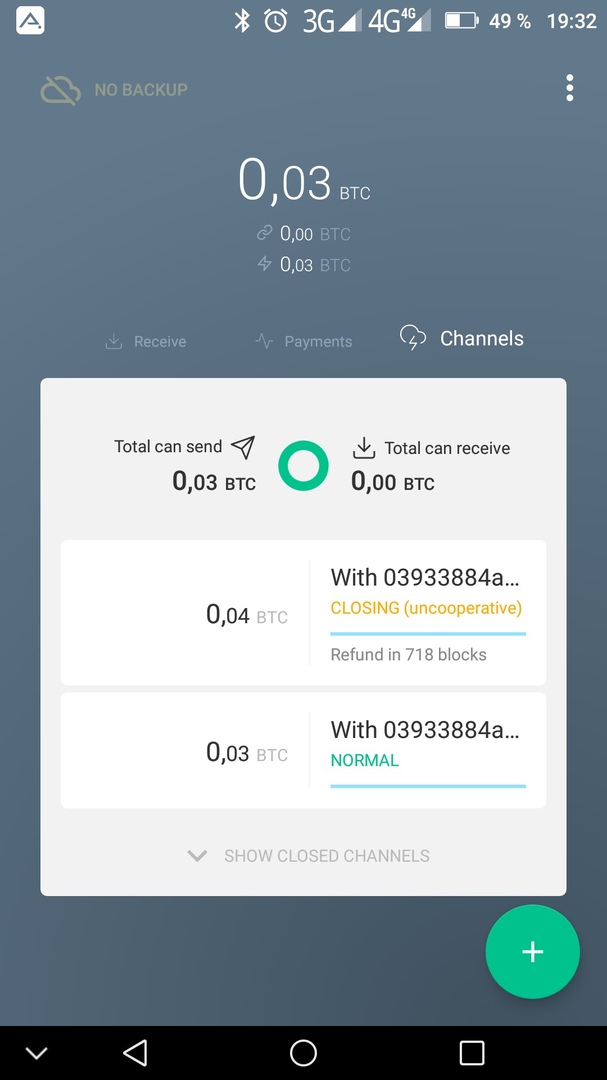 3G 4G 4G 49 % 19:32
NO BACKUP
0,03 BTC
0,00 BTC
0,03 BTC
Receive Payments Channels
Total can send Total can receive
0,03 BTC 0,00 BTC
With 03933884a...
0,04 BTC
CLOSING (uncooperative)
Refund in 718 blocks
With 03933884a...
0,03 BTC
NORMAL
SHOW CLOSED CHANNELS